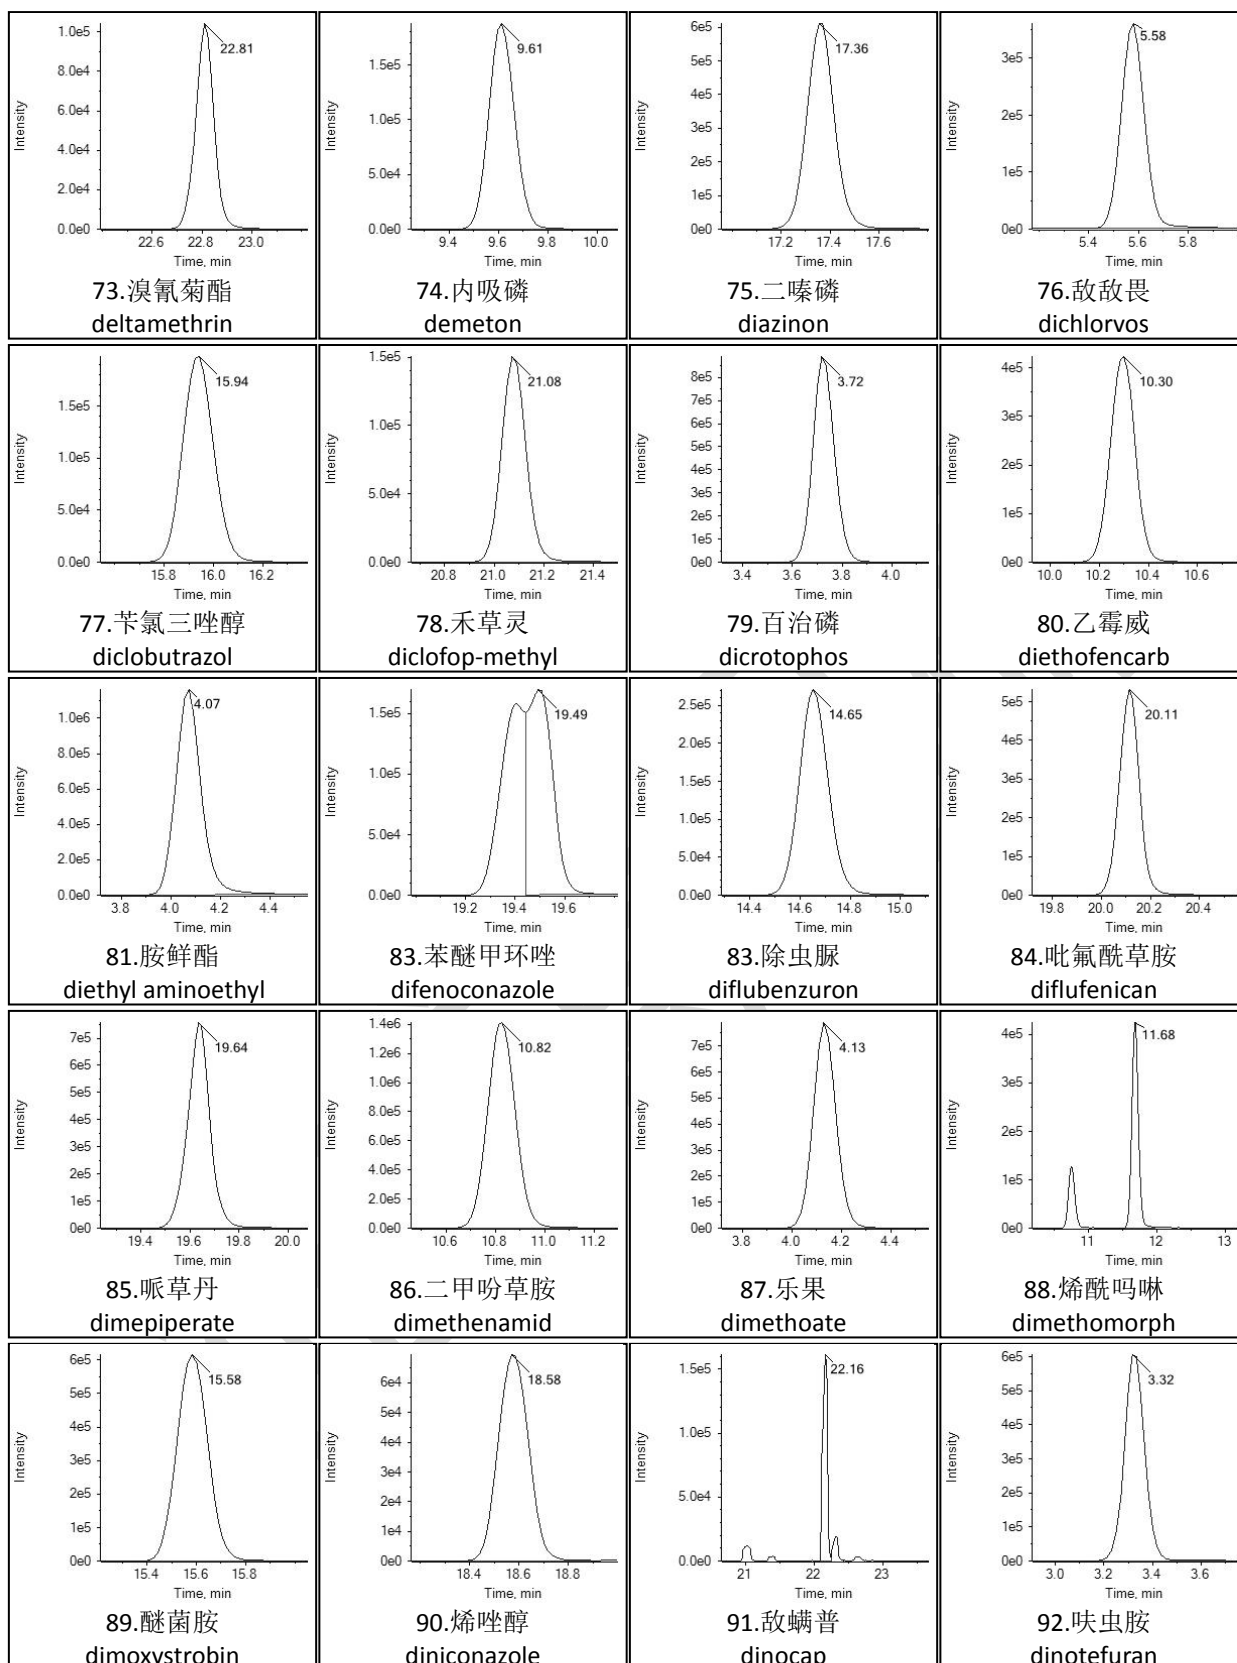 Intensity
1.0e5
8.0e4
6.0e4
4.0e4
2.0e4
0.0e0
22.81
22.6 22.8 23.0
Time, min
73.溴氰菊酯
deltamethrin
Intensity
1.5e5
1.0e5
5.0e4
0.0e0
9.61
9.4 9.6 9.8 10.0
Time, min
74.内吸磷
demeton
Intensity
6e5
5e5
4e5
3e5
2e5
1e5
0e0
17.36
17.2 17.4 17.6
Time, min
75.二嗪磷
diazinon
Intensity
3e5
2e5
1e5
0e0
5.58
5.4 5.6 5.8
Time, min
76.敌敌畏
dichlorvos
Intensity
1.5e5
1.0e5
5.0e4
0.0e0
15.94
15.8 16.0 16.2
Time, min
77.苄氯三唑醇
diclobutrazol
Intensity
1.5e5
1.0e5
5.0e4
0.0e0
21.08
20.8 21.0 21.2 21.4
Time, min
78.禾草灵
diclofop-methyl
Intensity
8e5
7e5
6e5
5e5
4e5
3e5
2e5
1e5
0e0
3.72
3.4 3.6 3.8 4.0
Time, min
79.百治磷
dicrotophos
Intensity
4e5
3e5
2e5
1e5
0e0
10.30
10.0 10.2 10.4 10.6
Time, min
80.乙霉威
diethofencarb
Intensity
1.0e6
8.0e5
6.0e5
4.0e5
2.0e5
0.0e0
4.07
3.8 4.0 4.2 4.4
Time, min
81.胺鲜酯
diethyl aminoethyl
Intensity
1.5e5
1.0e5
5.0e4
0.0e0
19.49
19.2 19.4 19.6
Time, min
83.苯醚甲环唑
difenoconazole
Intensity
2.5e5
2.0e5
1.5e5
1.0e5
5.0e4
0.0e0
14.65
14.4 14.6 14.8 15.0
Time, min
83.除虫脲
diflubenzuron
Intensity
5e5
4e5
3e5
2e5
1e5
0e0
20.11
19.8 20.0 20.2 20.4
Time, min
84.吡氟酰草胺
diflufenican
Intensity
7e5
6e5
5e5
4e5
3e5
2e5
1e5
0e0
19.64
19.4 19.6 19.8 20.0
Time, min
85.哌草丹
dimepiperate
Intensity
1.4e6
1.2e6
1.0e6
8.0e5
6.0e5
4.0e5
2.0e5
0.0e0
10.82
10.6 10.8 11.0 11.2
Time, min
86.二甲吩草胺
dimethenamid
Intensity
7e5
6e5
5e5
4e5
3e5
2e5
1e5
0e0
4.13
3.8 4.0 4.2 4.4
Time, min
87.乐果
dimethoate
Intensity
4e5
3e5
2e5
1e5
0e0
11.68
11 12 13
Time, min
88.烯酰吗啉
dimethomorph
Intensity
6e5
5e5
4e5
3e5
2e5
1e5
0e0
15.58
15.4 15.6 15.8
Time, min
89.醚菌胺
dimoxystrobin
Intensity
6e4
5e4
4e4
3e4
2e4
1e4
0e0
18.58
18.4 18.6 18.8
Time, min
90.烯唑醇
diniconazole
Intensity
1.5e5
1.0e5
5.0e4
0.0e0
22.16
21 22 23
Time, min
91.敌螨普
dinocap
Intensity
6e5
5e5
4e5
3e5
2e5
1e5
0e0
3.32
3.0 3.2 3.4 3.6
Time, min
92.呋虫胺
dinotefuran